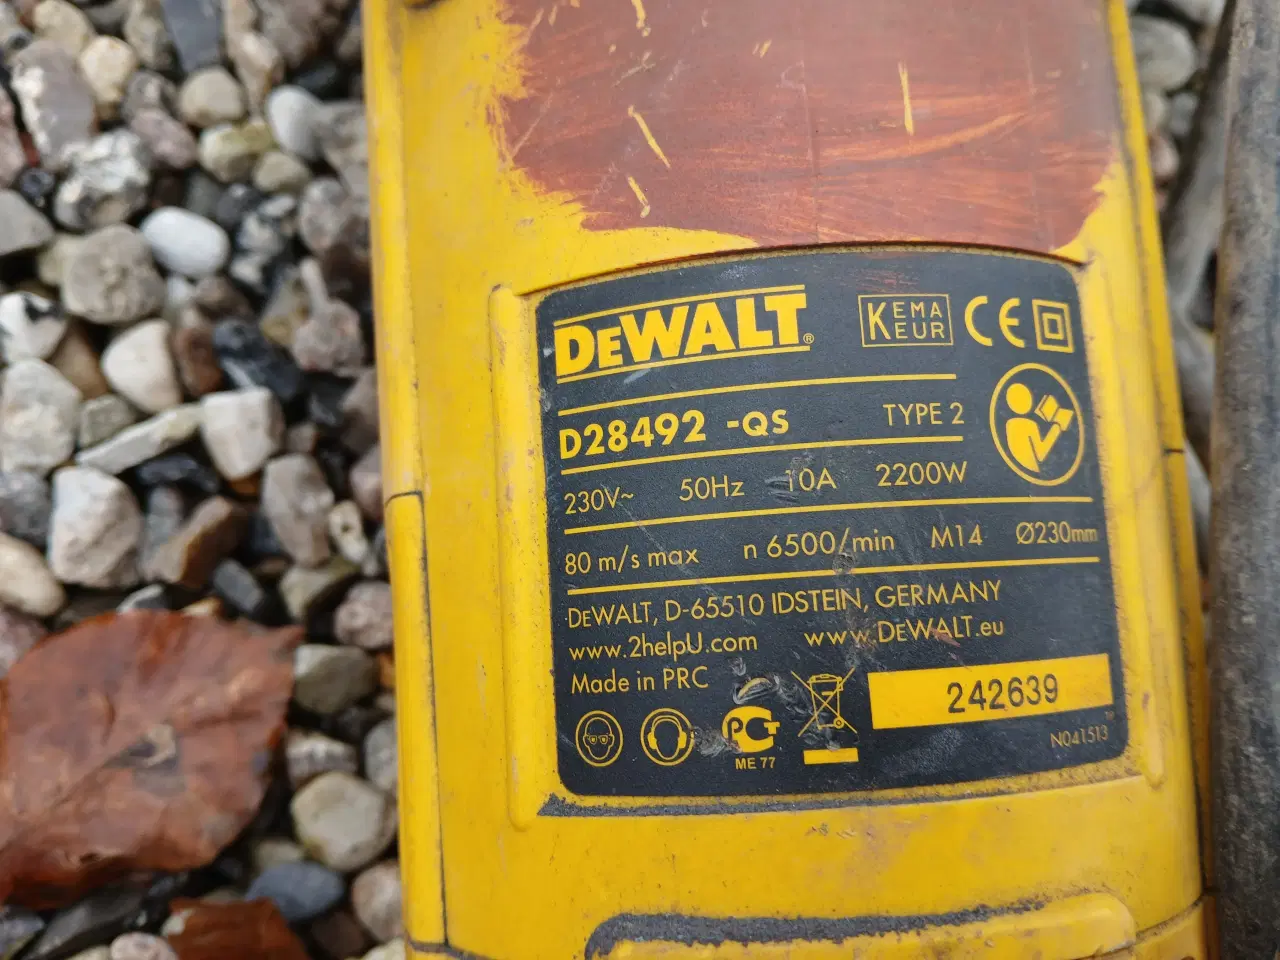 DEWALT®
KEMA
KEUR
CE
D28492 -QS TYPE 2
230V~ 50Hz 10A 2200W
80 m/s max n 6500/min M14 Ø230mm
DEWALT, D-65510 IDSTEIN, GERMANY
www.2helpU.com www.DEWALT.eu
Made in PRC
242639
PCT
ME 77
N041513